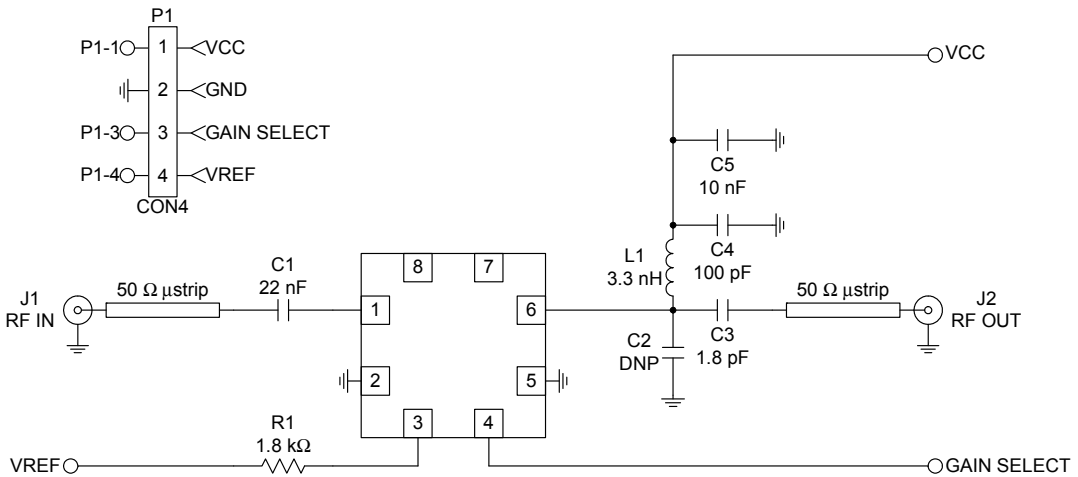 P1
P1-1 1 VCC
2 GND
P1-3 3 GAIN SELECT
P1-4 4 VREF
CON4
VCC
C5
10 nF
C4
100 pF
L1
3.3 nH
J1
RF IN
50 Ω µstrip
C1
22 nF
8
7
1
6
2
5
3
4
C2
DNP
C3
1.8 pF
50 Ω µstrip
J2
RF OUT
R1
1.8 kΩ
VREF
GAIN SELECT